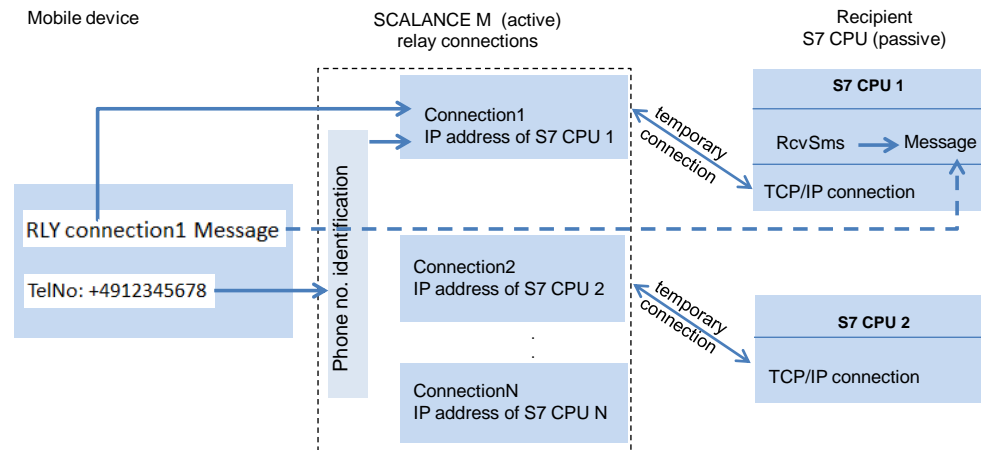 Mobile device
SCALANCE M (active)
relay connections
Recipient
S7 CPU (passive)
RLY connection1 Message
TelNo: +4912345678
Phone no. identification
Connection1
IP address of S7 CPU 1
Connection2
IP address of S7 CPU 2
.
.
ConnectionN
IP address of S7 CPU N
temporary
connection
temporary
connection
S7 CPU 1
RcvSms
Message
TCP/IP connection
S7 CPU 2
TCP/IP connection